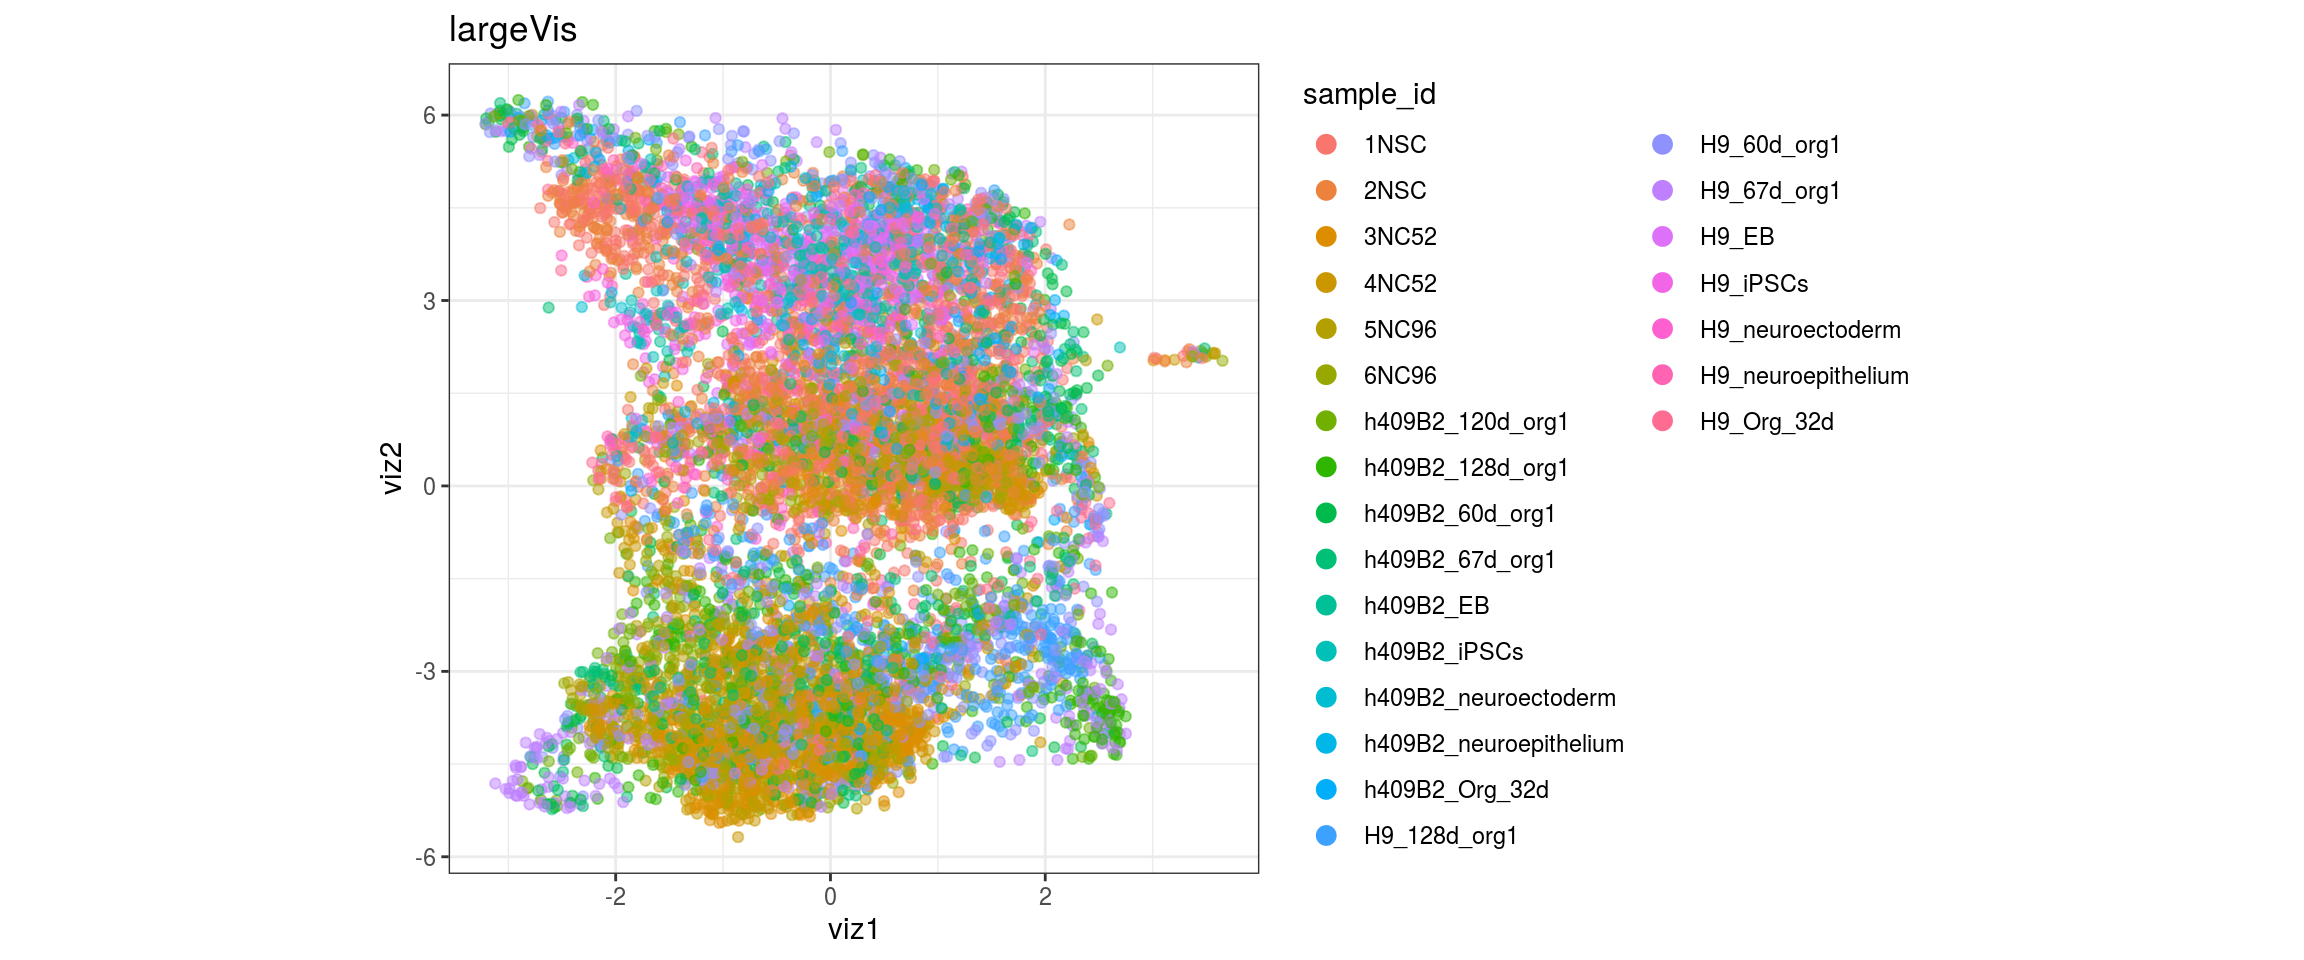 largeVis
6
3
0
-3
-6
viz2
-2 0 2
viz1
sample_id
1NSC
2NSC
3NC52
4NC52
5NC96
6NC96
h409B2_120d_org1
h409B2_128d_org1
h409B2_60d_org1
h409B2_67d_org1
h409B2_EB
h409B2_iPSCs
h409B2_neuroectoderm
h409B2_neuroepithelium
h409B2_Org_32d
H9_128d_org1
H9_60d_org1
H9_67d_org1
H9_EB
H9_iPSCs
H9_neuroectoderm
H9_neuroepithelium
H9_Org_32d